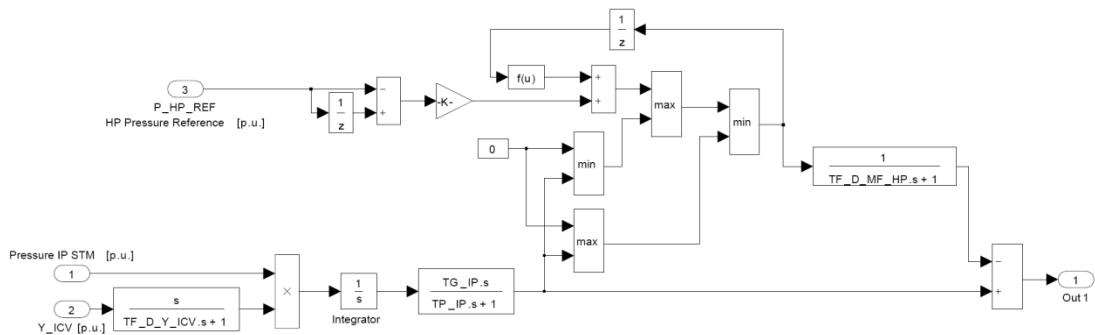 1
z
f(u)
+
+
3
P_HP_REF
HP Pressure Reference [p.u.]
−
+
-K-
1
z
max
min
0
min
max
1
TF_D_MF_HP.s + 1
Pressure IP STM [p.u.]
1
2
Y_ICV [p.u.]
s
TF_D_Y_ICV.s + 1
×
1
s
Integrator
TG_IP.s
TP_IP.s + 1
−
+
1
Out 1